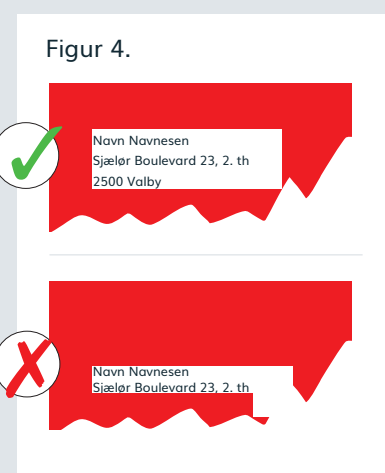 Figur 4.
Navn Navnesen
Sjælør Boulevard 23, 2. th
2500 Valby
Navn Navnesen
Sjælør Boulevard 23, 2. th